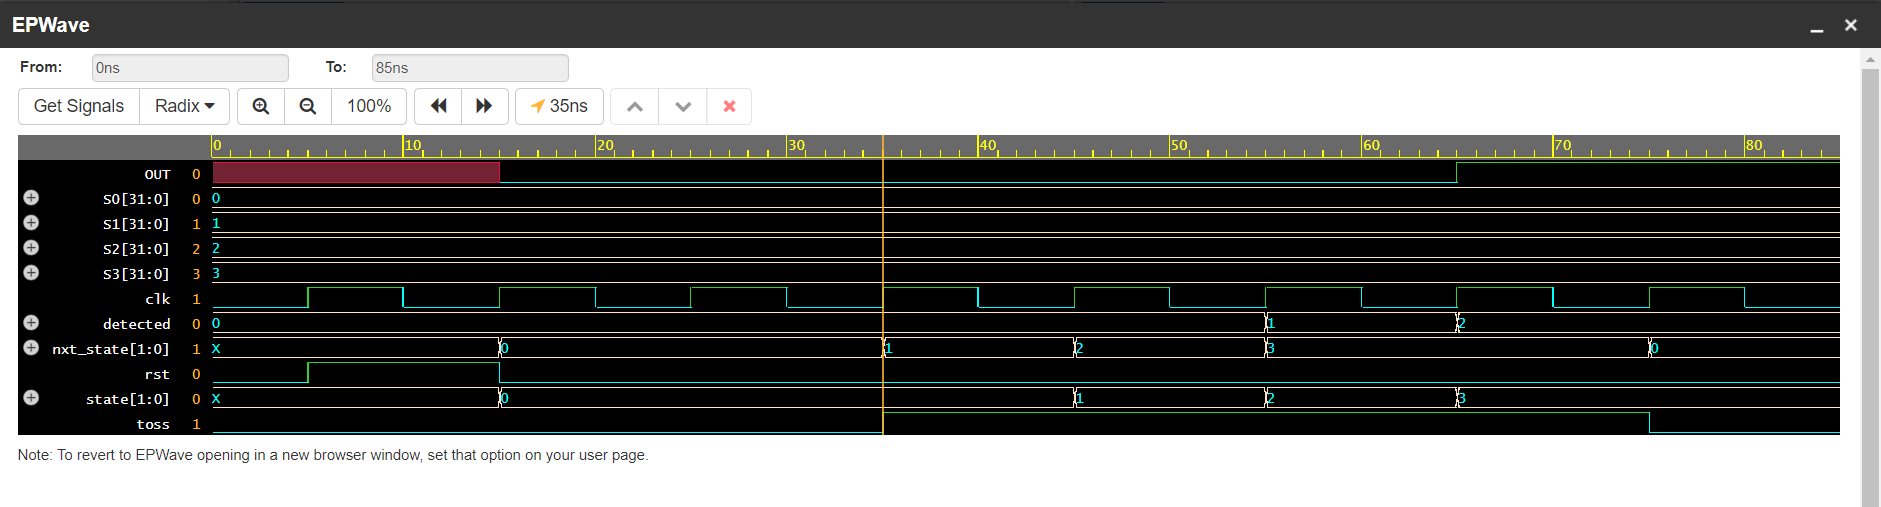 EPWave
From: 0ns To: 85ns
Get Signals Radix 100% 35ns
0 10 20 30 40 50 60 70 80
OUT 0
S0[31:0] 0 0
S1[31:0] 1 1
S2[31:0] 2 2
S3[31:0] 3 3
clk 1
detected 0 0 1 2
nxt_state[1:0] 1 X 0 1 2 3 0
rst 0
state[1:0] 0 X 0 1 2 3
toss 1
Note: To revert to EPWave opening in a new browser window, set that option on your user page.